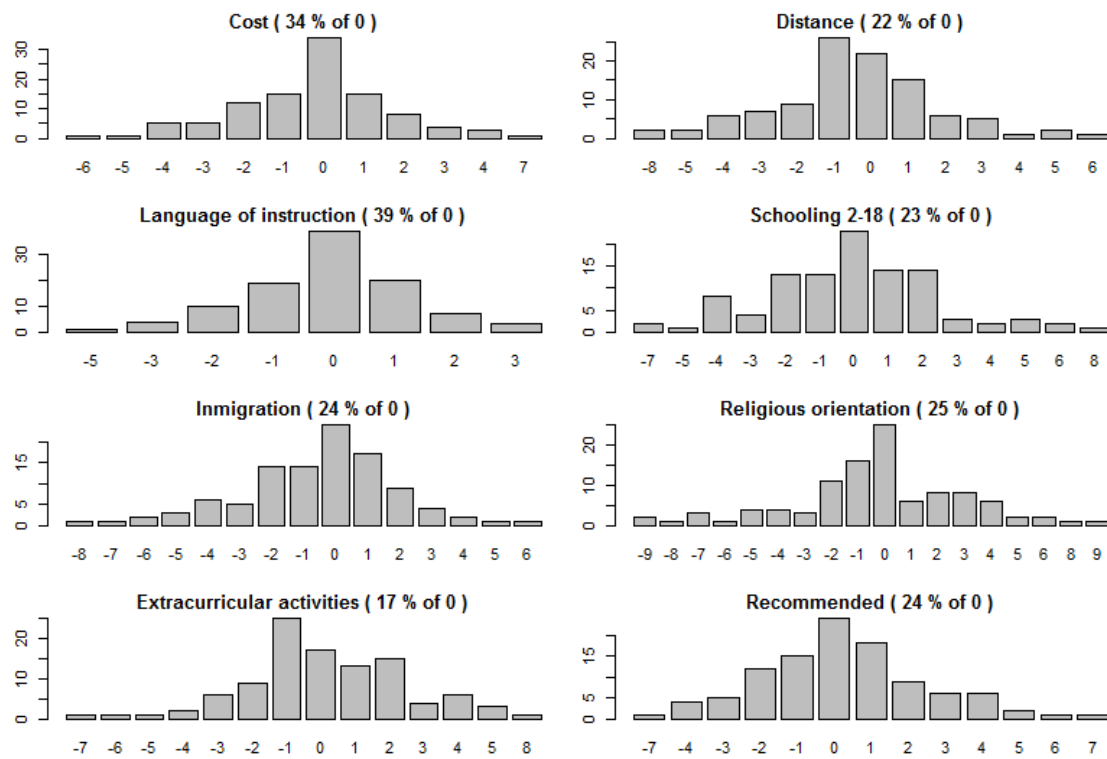 Cost ( 34 % of 0 )
0 10 30
-6 -5 -4 -3 -2 -1 0 1 2 3 4 7
Distance ( 22 % of 0 )
0 10 20
-8 -5 -4 -3 -2 -1 0 1 2 3 4 5 6
Language of instruction ( 39 % of 0 )
0 10 30
-5 -3 -2 -1 0 1 2 3
Schooling 2-18 ( 23 % of 0 )
0 5 15
-7 -5 -4 -3 -2 -1 0 1 2 3 4 5 6 8
Inmigration ( 24 % of 0 )
0 5 15
-8 -7 -6 -5 -4 -3 -2 -1 0 1 2 3 4 5 6
Religious orientation ( 25 % of 0 )
0 10 20
-9 -8 -7 -6 -5 -4 -3 -2 -1 0 1 2 3 4 5 6 8 9
Extracurricular activities ( 17 % of 0 )
0 10 20
-7 -6 -5 -4 -3 -2 -1 0 1 2 3 4 5 8
Recommended ( 24 % of 0 )
0 5 15
-7 -4 -3 -2 -1 0 1 2 3 4 5 6 7